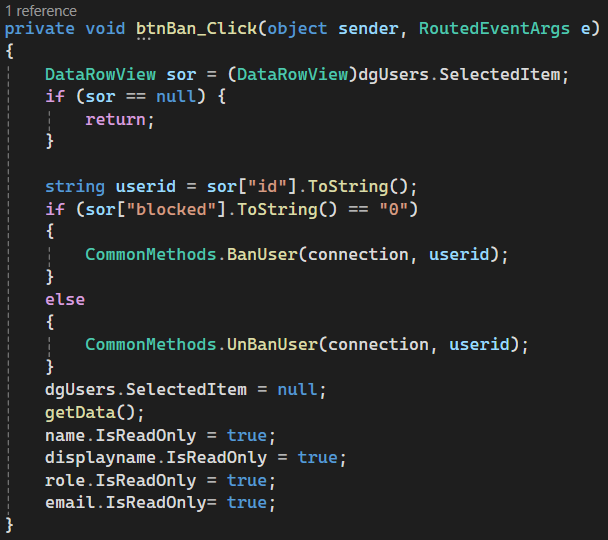 1 reference
private void btnBan_Click(object sender, RoutedEventArgs e)
{
    DataRowView sor = (DataRowView)dgUsers.SelectedItem;
    if (sor == null) {
        return;
    }

    string userid = sor["id"].ToString();
    if (sor["blocked"].ToString() == "0")
    {
        CommonMethods.BanUser(connection, userid);
    }
    else
    {
        CommonMethods.UnBanUser(connection, userid);
    }
    dgUsers.SelectedItem = null;
    getData();
    name.IsReadOnly = true;
    displayname.IsReadOnly = true;
    role.IsReadOnly = true;
    email.IsReadOnly= true;
}